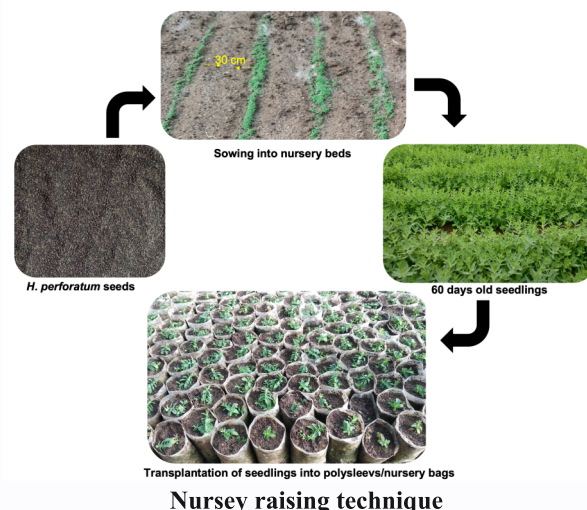 30 cm
Sowing into nursery beds
H. perforatum seeds
60 days old seedlings
Transplantation of seedlings into polysleevs/nursery bags
Nursey raising technique